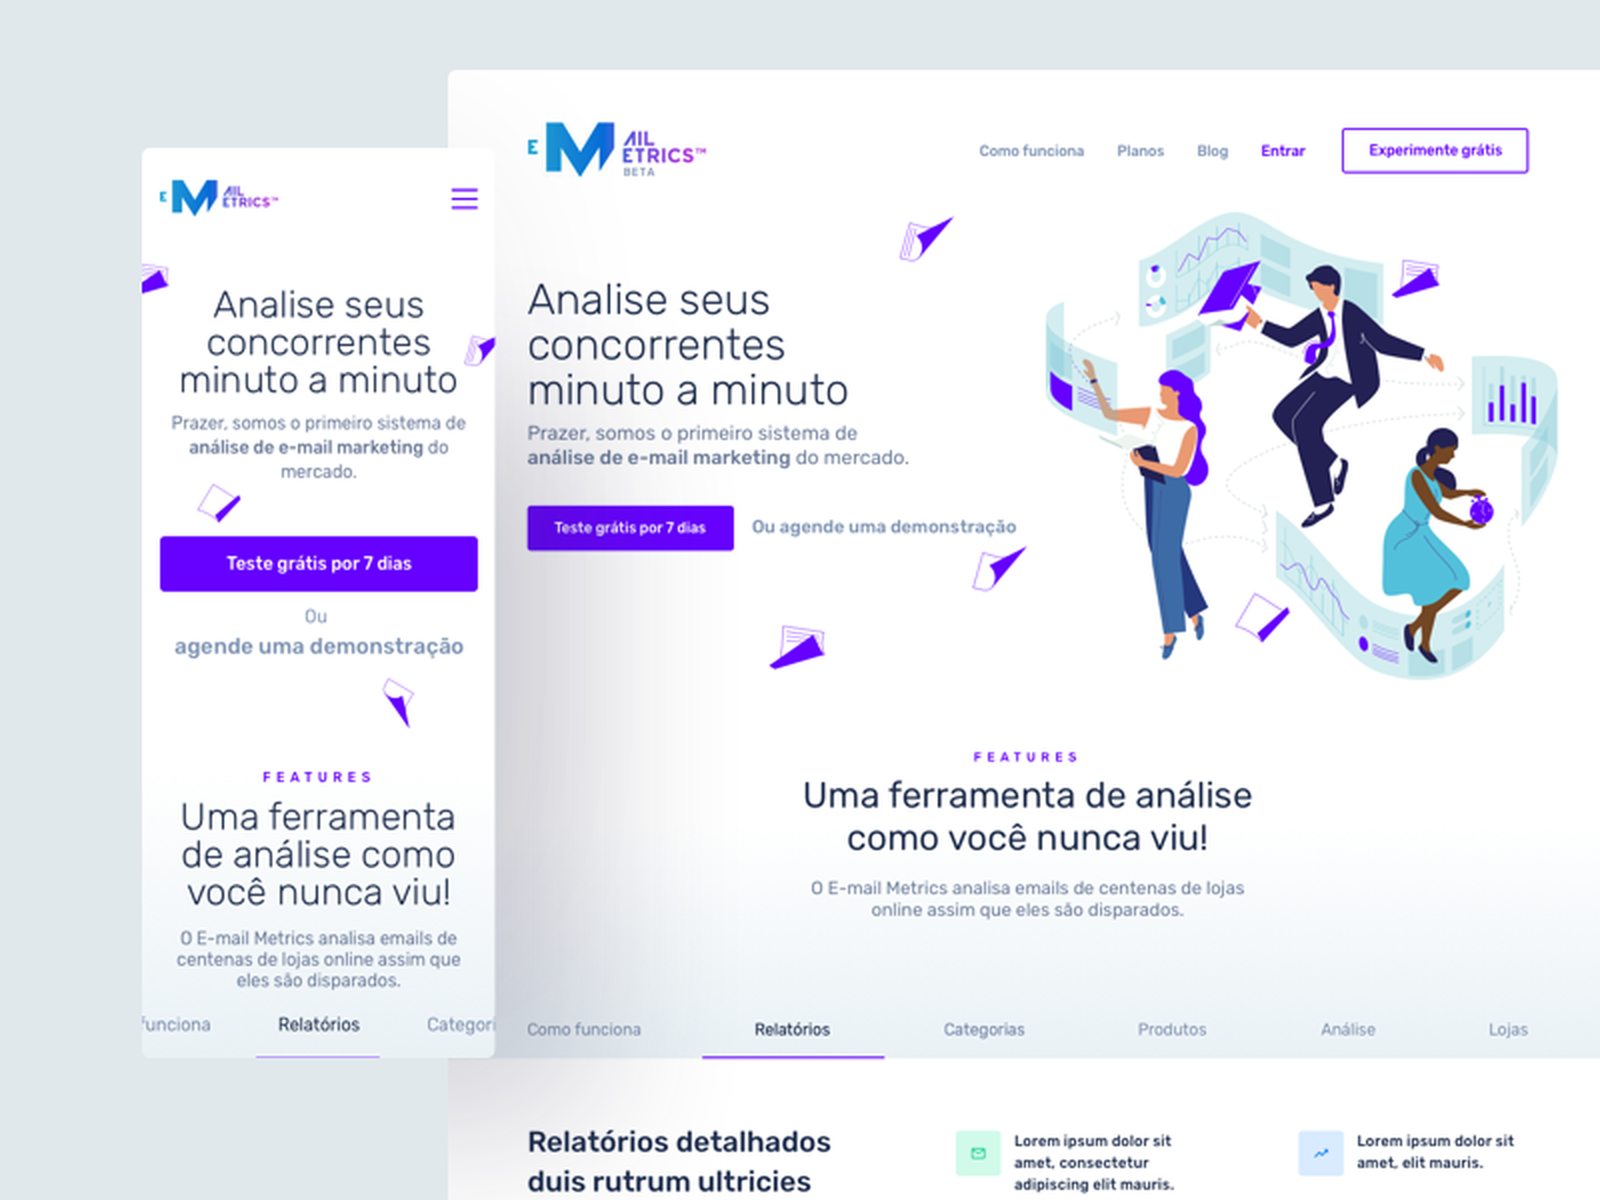 E M AIL
ETRICS™
Analise seus
concorrentes
minuto a minuto
Prazer, somos o primeiro sistema de
análise de e-mail marketing do
mercado.
Teste grátis por 7 dias
Ou
agende uma demonstração
FEATURES
Uma ferramenta
de análise como
você nunca viu!
O E-mail Metrics analisa emails de
centenas de lojas online assim que
eles são disparados.
funciona Relatórios Categori
E M AIL
ETRICS™
BETA
Como funciona Planos Blog Entrar Experimente grátis
Analise seus
concorrentes
minuto a minuto
Prazer, somos o primeiro sistema de
análise de e-mail marketing do mercado.
Teste grátis por 7 dias Ou agende uma demonstração
FEATURES
Uma ferramenta de análise
como você nunca viu!
O E-mail Metrics analisa emails de centenas de lojas
online assim que eles são disparados.
Como funciona Relatórios Categorias Produtos Análise Lojas
Relatórios detalhados
duis rutrum ultricies
Lorem ipsum dolor sit
amet, consectetur
adipiscing elit mauris.
Lorem ipsum dolor sit
amet, elit mauris.